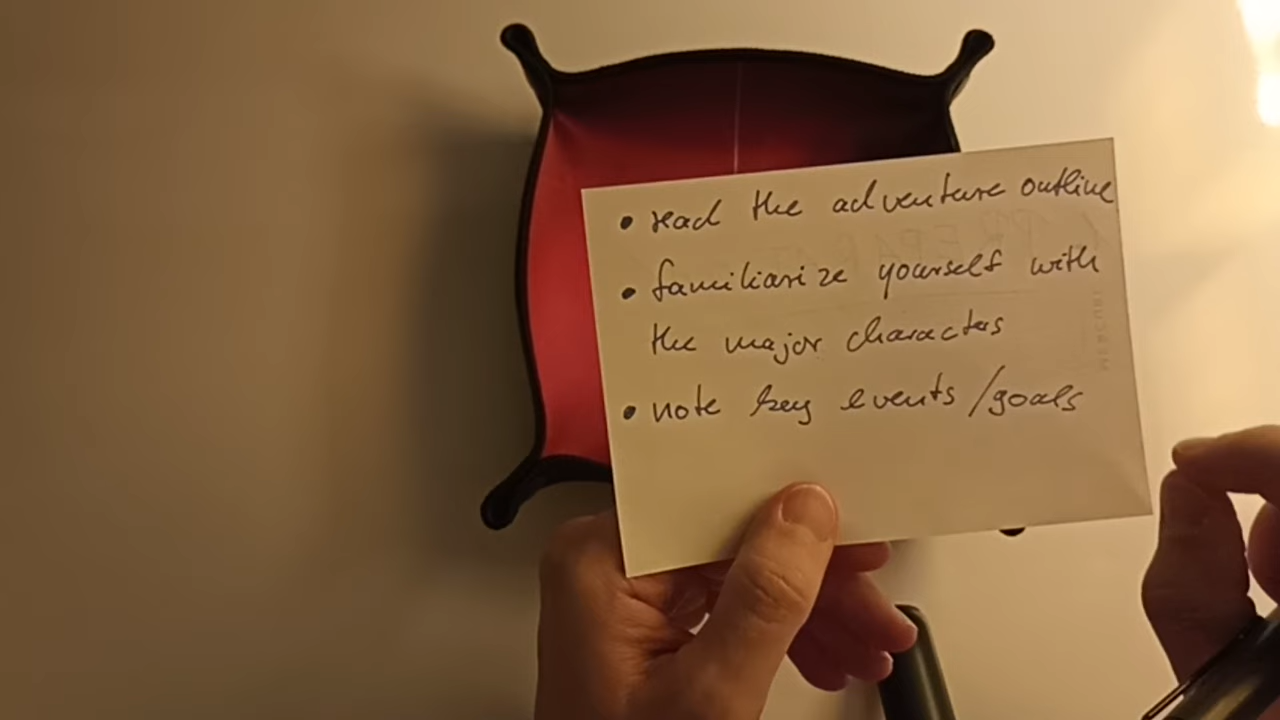 • read the adventure outline
• familiarize yourself with
the major characters
• note key events/goals